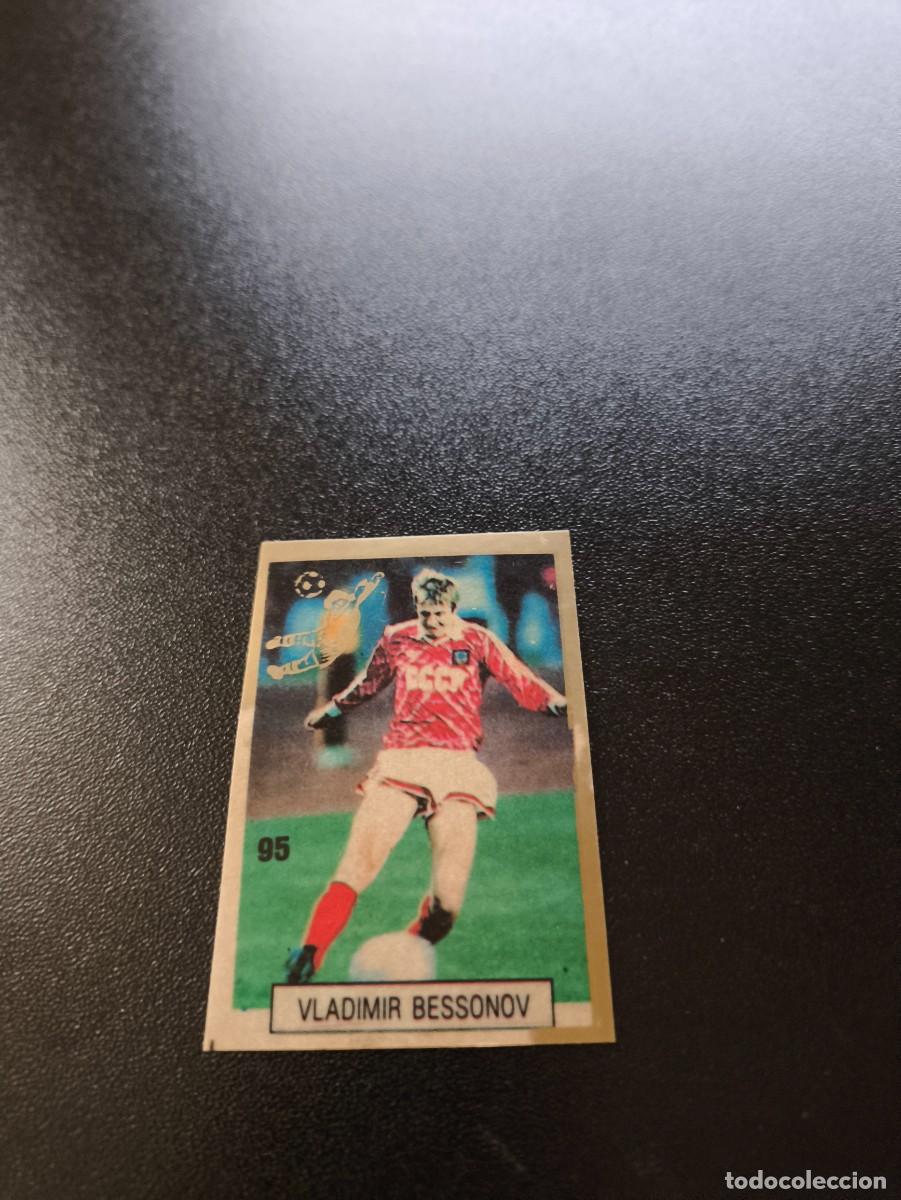 СССР
95
VLADIMIR BESSONOV
todocoleccion